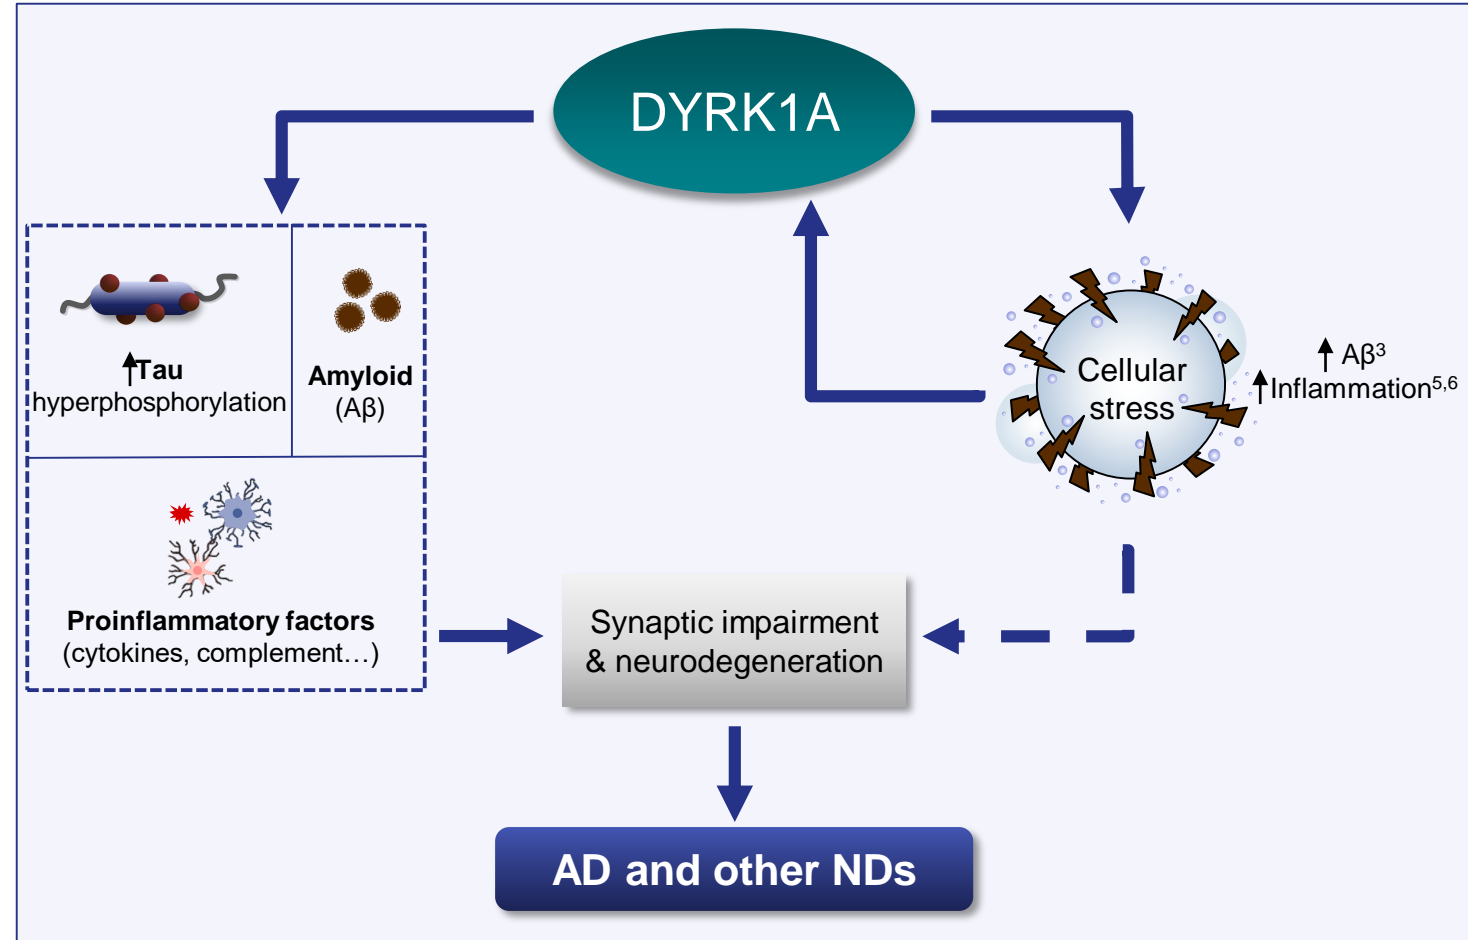 DYRK1A
↑Tau
hyperphosphorylation
Amyloid
(Aβ)
Proinflammatory factors
(cytokines, complement…)
Cellular
stress
↑ Aβ³
↑Inflammation⁵,⁶
Synaptic impairment
& neurodegeneration
AD and other NDs